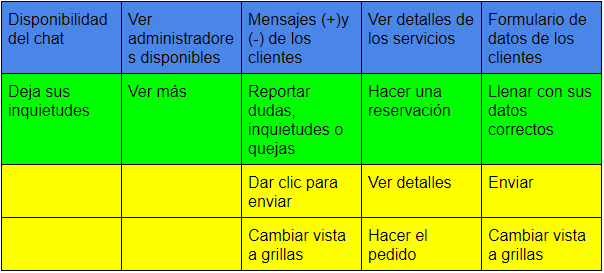 Disponibilidad
del chat
Ver
administradore
s disponibles
Mensajes (+)y
(-) de los
clientes
Ver detalles de
los servicios
Formulario de
datos de los
clientes
Deja sus
inquietudes
Ver más
Reportar
dudas,
inquietudes o
quejas
Hacer una
reservación
Llenar con sus
datos
correctos
Dar clic para
enviar
Ver detalles
Enviar
Cambiar vista
a grillas
Hacer el
pedido
Cambiar vista
a grillas